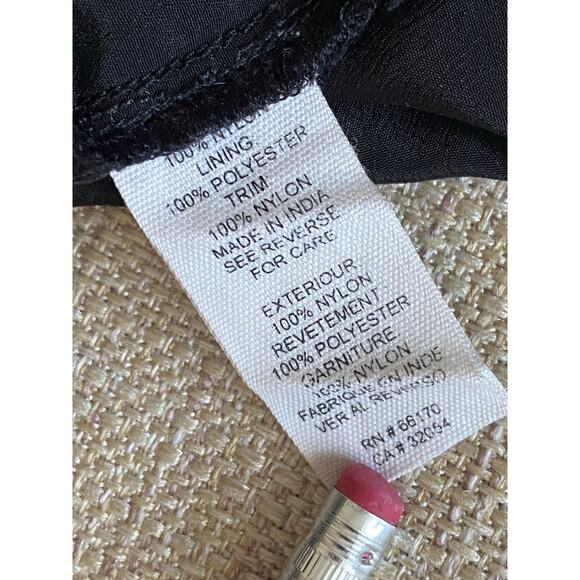 100% NYLON
LINING:
100% POLYESTER
TRIM
100% NYLON
MADE IN INDIA
SEE REVERSE
FOR CARE
EXTERIOUR
100% NYLON
REVETEMENT
100% POLYESTER
GARNITURE
100% NYLON
FABRIQUE EN INDE
VER AL REVERSO
RN # 66170
CA # 32054